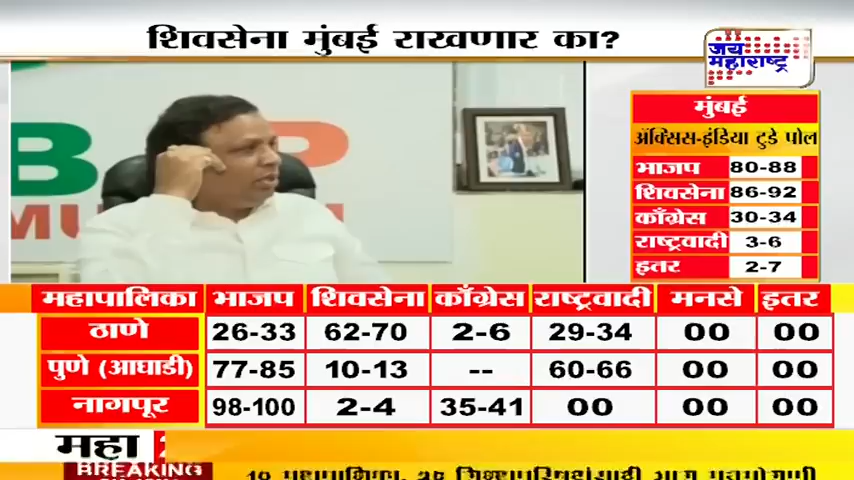 शिवसेना मुंबई राखणार का?
जय
महाराष्ट्र
मुंबई
अ‍ॅक्सिस-इंडिया टुडे पोल
भाजप 80-88
शिवसेना 86-92
काँग्रेस 30-34
राष्ट्रवादी 3-6
इतर 2-7
महापालिका भाजप शिवसेना काँग्रेस राष्ट्रवादी मनसे इतर
ठाणे 26-33 62-70 2-6 29-34 00 00
पुणे (आघाडी) 77-85 10-13 -- 60-66 00 00
नागपूर 98-100 2-4 35-41 00 00 00
महा
BREAKING